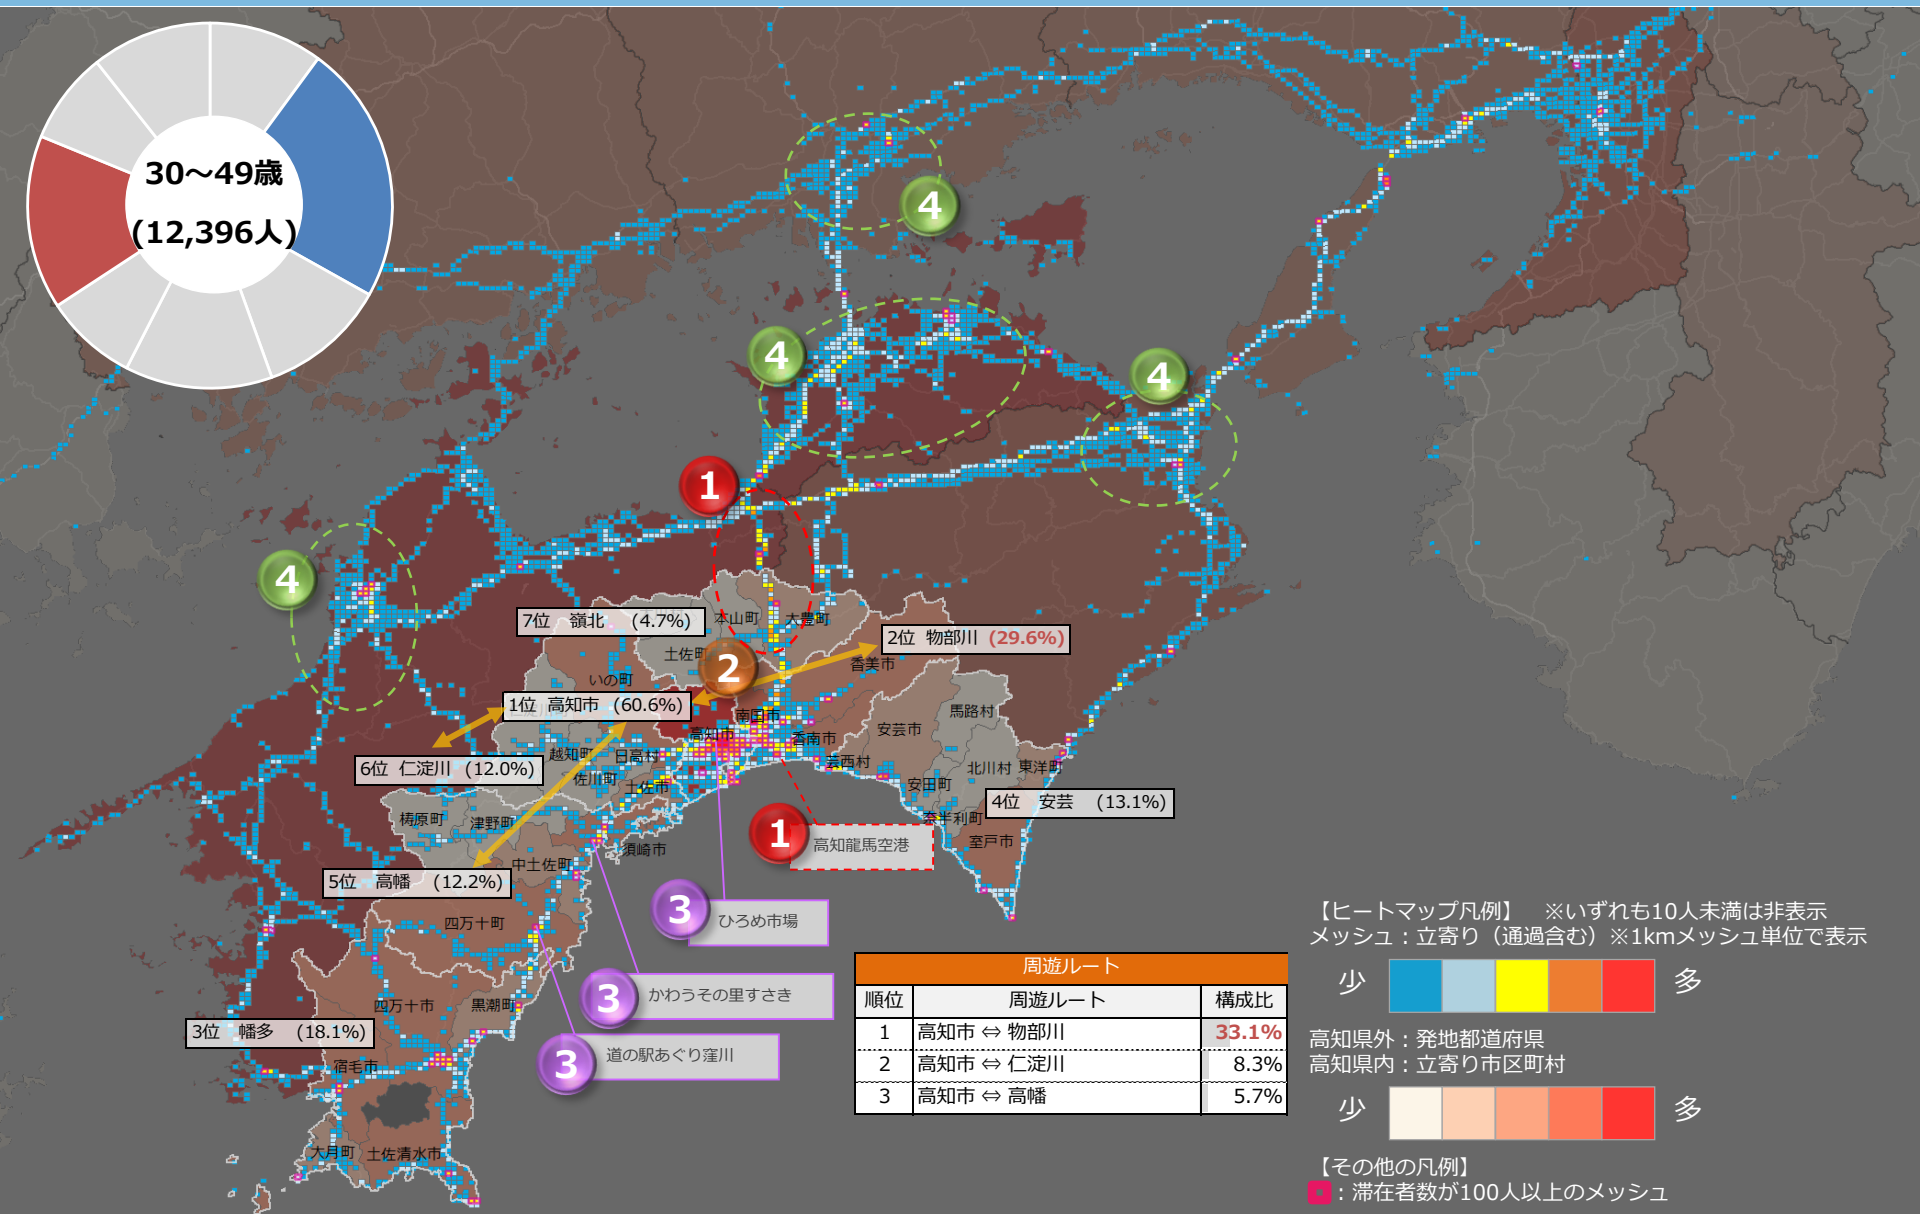 30～49歳
(12,396人)
4
4
4
1
4
7位 嶺北 (4.7%)
本山町
大豊町
2位 物部川 (29.6%)
土佐町
2
香美市
いの町
1位 高知市 (60.6%)
南国市
馬路村
高知市
香南市
安芸市
越知町
日高村
芸西村
6位 仁淀川 (12.0%)
佐川町
土佐市
北川村
東洋町
安田町
4位 安芸 (13.1%)
梼原町
津野町
奈半利町
1
高知龍馬空港
室戸市
須崎市
中土佐町
5位 高幡 (12.2%)
3
ひろめ市場
四万十町
3
かわうその里すさき
四万十市
黒潮町
3位 幡多 (18.1%)
3
道の駅あぐり窪川
宿毛市
大月町
土佐清水市
周遊ルート
順位 周遊ルート 構成比
1 高知市 ⇔ 物部川 33.1%
2 高知市 ⇔ 仁淀川 8.3%
3 高知市 ⇔ 高幡 5.7%
【ヒートマップ凡例】 ※いずれも10人未満は非表示
メッシュ：立寄り（通過含む）※1kmメッシュ単位で表示
少 多
高知県外：発地都道府県
高知県内：立寄り市区町村
少 多
【その他の凡例】
：滞在者数が100人以上のメッシュ